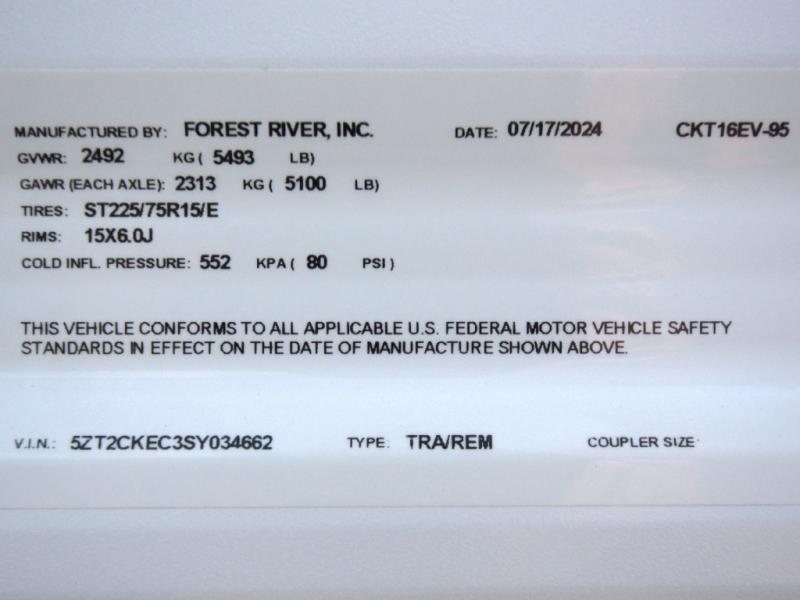 MANUFACTURED BY: FOREST RIVER, INC. DATE: 07/17/2024 CKT16EV-95
GVWR: 2492 KG ( 5493 LB)
GAWR (EACH AXLE): 2313 KG ( 5100 LB)
TIRES: ST225/75R15/E
RIMS: 15X6.0J
COLD INFL. PRESSURE: 552 KPA ( 80 PSI )
THIS VEHICLE CONFORMS TO ALL APPLICABLE U.S. FEDERAL MOTOR VEHICLE SAFETY
STANDARDS IN EFFECT ON THE DATE OF MANUFACTURE SHOWN ABOVE.
V.I.N.: 5ZT2CKEC3SY034662 TYPE: TRA/REM COUPLER SIZE